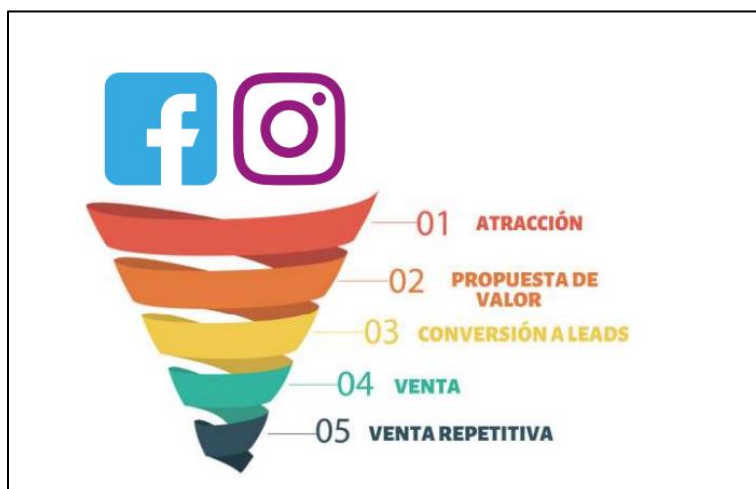 01 ATRACCIÓN
02 PROPUESTA DE
VALOR
03 CONVERSIÓN A LEADS
04 VENTA
05 VENTA REPETITIVA